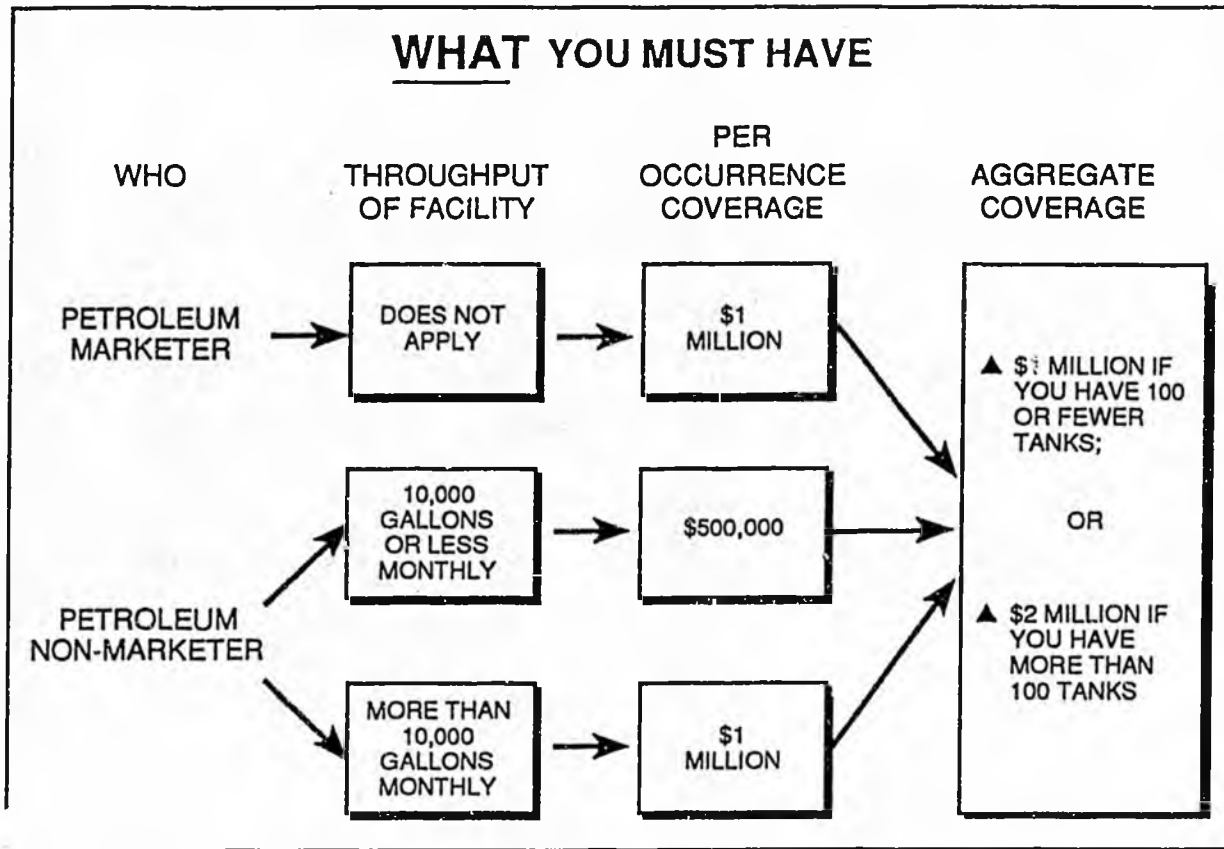 WHAT YOU MUST HAVE
WHO
THROUGHPUT
OF FACILITY
PER
OCCURRENCE
COVERAGE
AGGREGATE
COVERAGE
PETROLEUM
MARKETER
DOES NOT
APPLY
$1
MILLION
PETROLEUM
NON-MARKETER
10,000
GALLONS
OR LESS
MONTHLY
$500,000
MORE THAN
10,000
GALLONS
MONTHLY
$1
MILLION
▲ $1 MILLION IF
YOU HAVE 100
OR FEWER
TANKS;
OR
▲ $2 MILLION IF
YOU HAVE
MORE THAN
100 TANKS